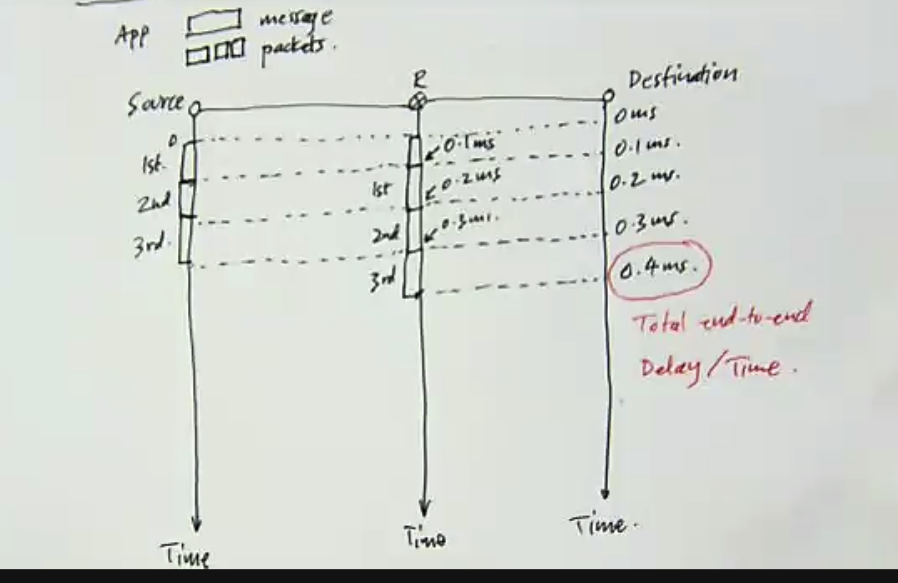 App message
packets.
Source R Destination
0 0ms
1st. 0.1ms 0.1ms.
2nd 1st 0.2ms 0.2ms.
3rd. 2nd 0.3ms. 0.3ms.
3rd 0.4ms.
Total end-to-end
Delay/Time.
Time Time Time.